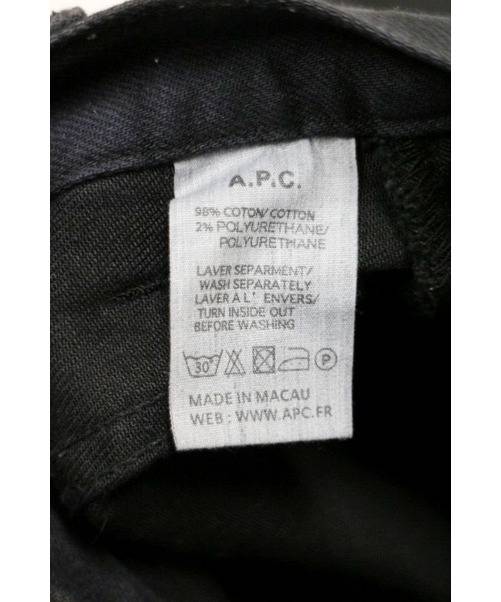 A.P.C.
98% COTON/COTTON
2% POLYURETHANE/
POLYURETHANE
LAVER SEPARMENT/
WASH SEPARATELY
LAVER A L' ENVERS/
TURN INSIDE OUT
BEFORE WASHING
30° P
MADE IN MACAU
WEB : WWW.APC.FR